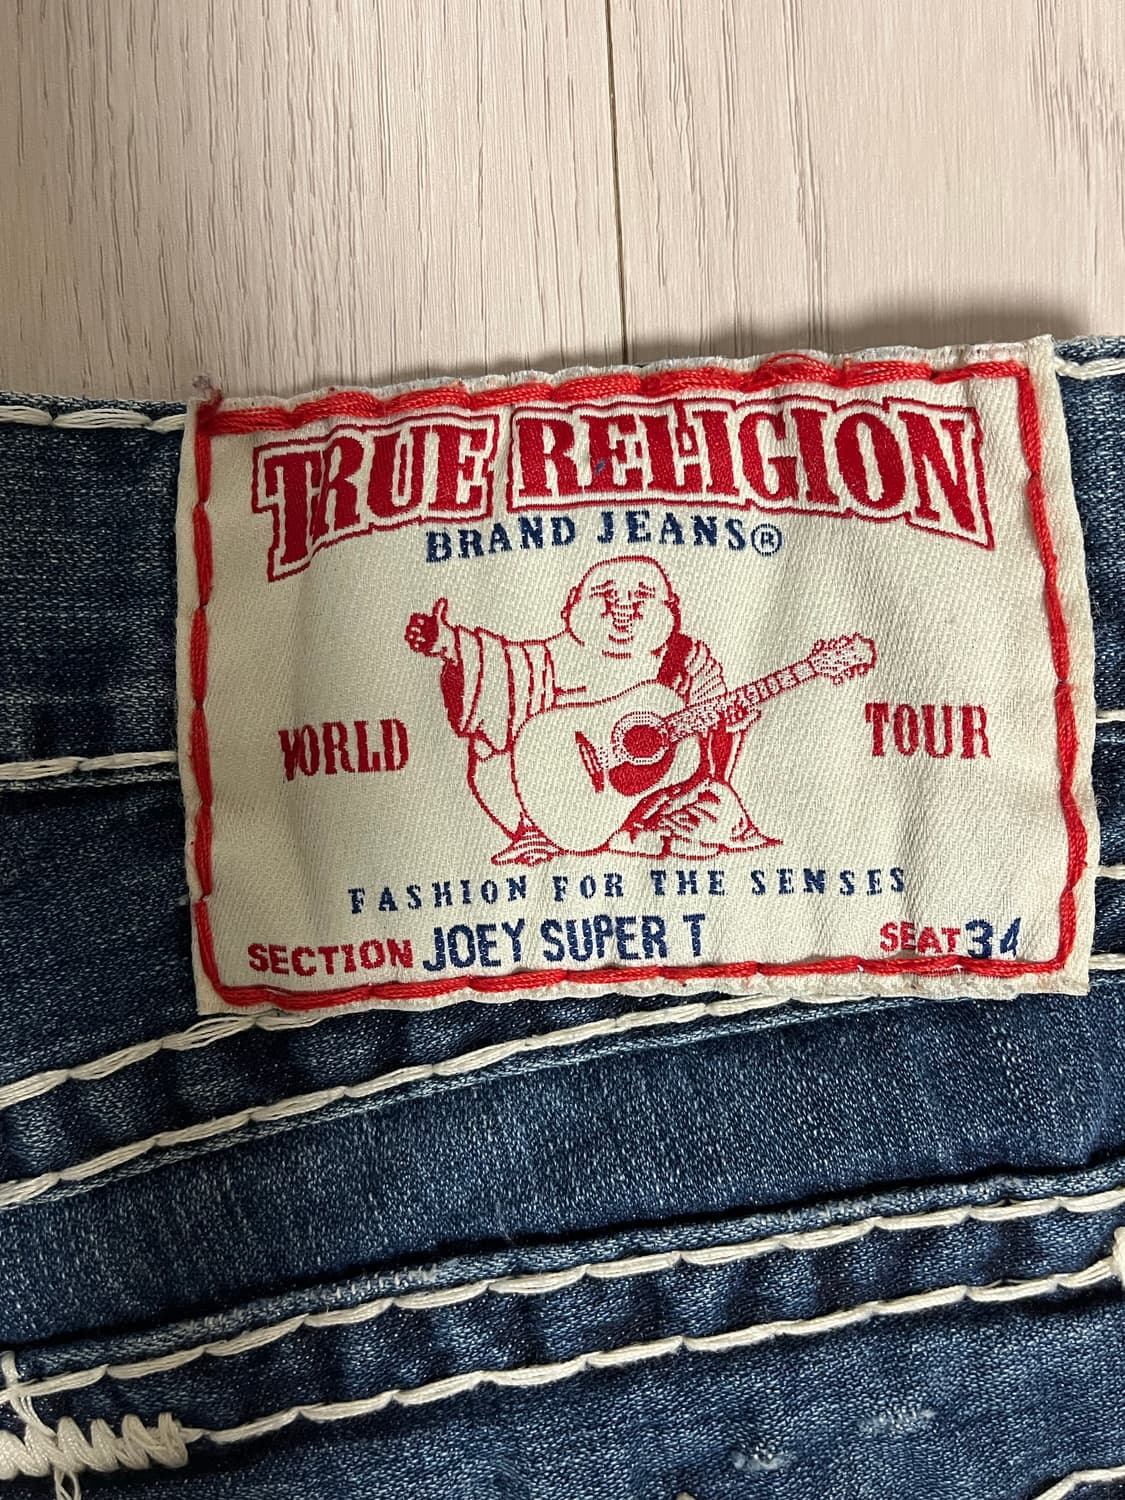 TRUE RELIGION
BRAND JEANS®
WORLD TOUR
FASHION FOR THE SENSES
SECTION JOEY SUPER T SEAT 34